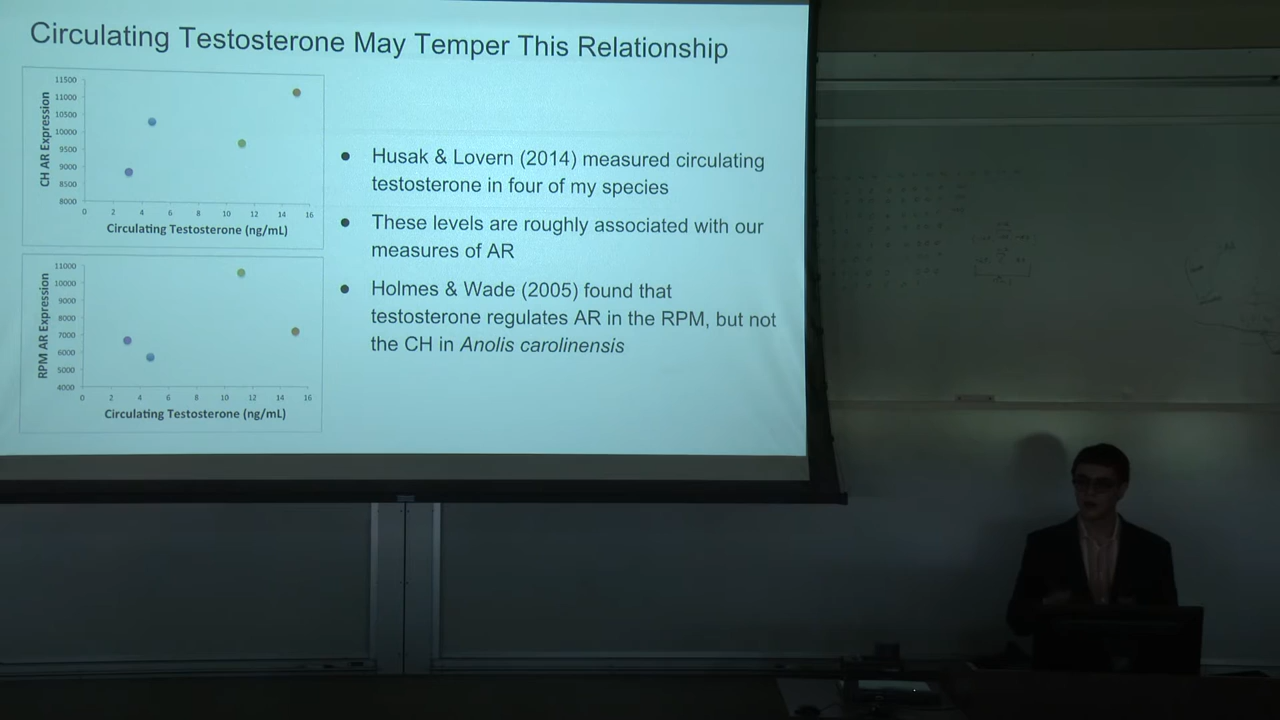 Circulating Testosterone May Temper This Relationship
CH AR Expression
11500
11000
10500
10000
9500
9000
8500
8000
0 2 4 6 8 10 12 14 16
Circulating Testosterone (ng/mL)
RPM AR Expression
11000
10000
9000
8000
7000
6000
5000
4000
0 2 4 6 8 10 12 14 16
Circulating Testosterone (ng/mL)
● Husak & Lovern (2014) measured circulating
testosterone in four of my species
● These levels are roughly associated with our
measures of AR
● Holmes & Wade (2005) found that
testosterone regulates AR in the RPM, but not
the CH in Anolis carolinensis